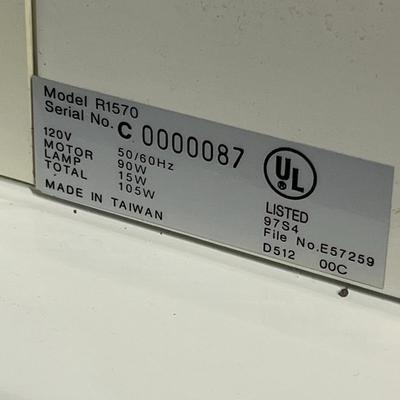 Model R1570
Serial No. C 0000087
120V 50/60Hz
MOTOR 90W
LAMP 15W
TOTAL 105W
MADE IN TAIWAN
UL
LISTED
97S4
File No.E57259
D512 00C